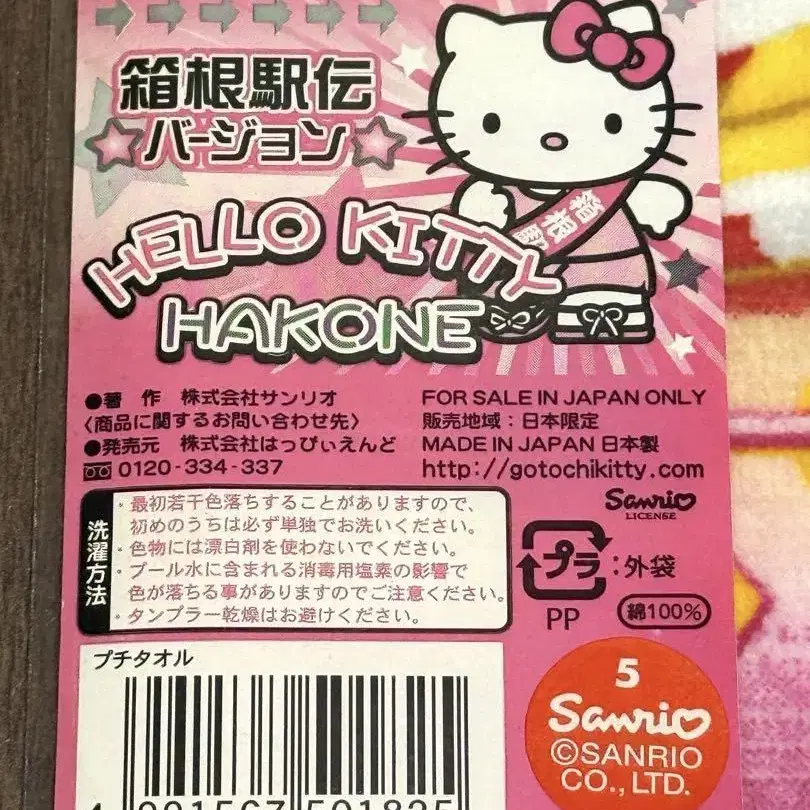 箱根駅伝
バージョン
箱根駅
HELLO KITTY
HAKONE
●著 作 株式会社サンリオ
〈商品に関するお問い合わせ先〉
●発売元 株式会社はっぴぃえんど
0120-334-337
FOR SALE IN JAPAN ONLY
販売地域：日本限定
MADE IN JAPAN 日本製
http://gotochikitty.com
Sanrio
LICENSE
洗濯方法
・最初若干色落ちすることがありますので、
初めのうちは必ず単独でお洗いください。
・色物には漂白剤を使わないでください。
・プール水に含まれる消毒用塩素の影響で
色が落ちる事がありますのでご注意ください。
・タンブラー乾燥はお避けください。
プラ：外袋
PP
綿100%
プチタオル
4 991567 501825
5
Sanrio
©SANRIO
CO., LTD.